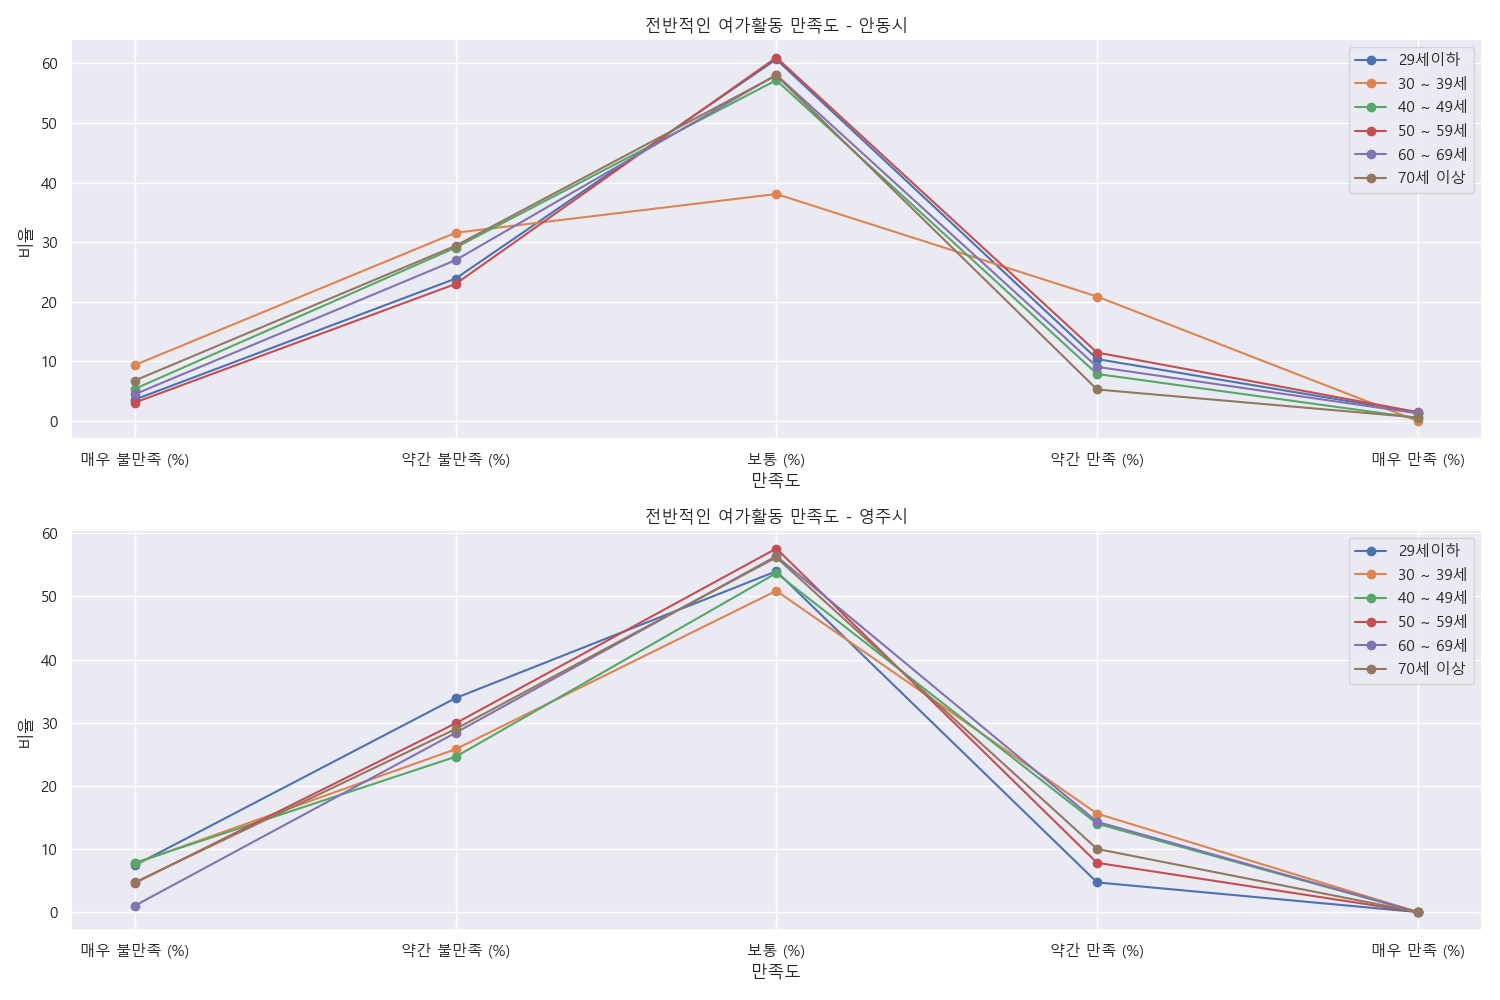 전반적인 여가활동 만족도 - 안동시
비율
60
50
40
30
20
10
0
29세이하
30 ~ 39세
40 ~ 49세
50 ~ 59세
60 ~ 69세
70세 이상
매우 불만족 (%) 약간 불만족 (%) 보통 (%) 약간 만족 (%) 매우 만족 (%)
만족도
전반적인 여가활동 만족도 - 영주시
비율
60
50
40
30
20
10
0
29세이하
30 ~ 39세
40 ~ 49세
50 ~ 59세
60 ~ 69세
70세 이상
매우 불만족 (%) 약간 불만족 (%) 보통 (%) 약간 만족 (%) 매우 만족 (%)
만족도